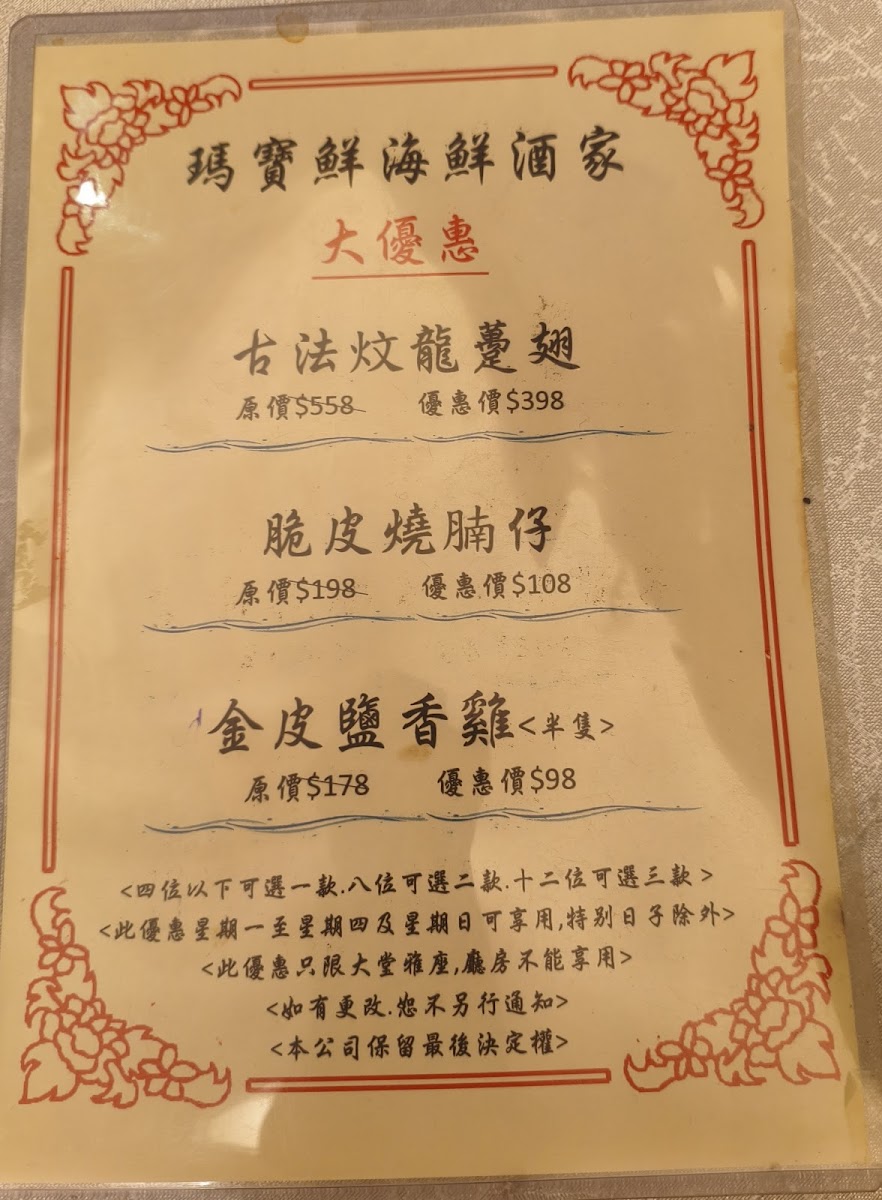 瑪寶鮮海鮮酒家
大優惠
古法炆龍躉翅
原價$558 優惠價$398
脆皮燒腩仔
原價$198 優惠價$108
金皮鹽香雞<半隻>
原價$178 優惠價$98
<四位以下可選一款.八位可選二款.十二位可選三款>
<此優惠星期一至星期四及星期日可享用,特別日子除外>
<此優惠只限大堂雅座,廳房不能享用>
<如有更改.恕不另行通知>
<本公司保留最後決定權>